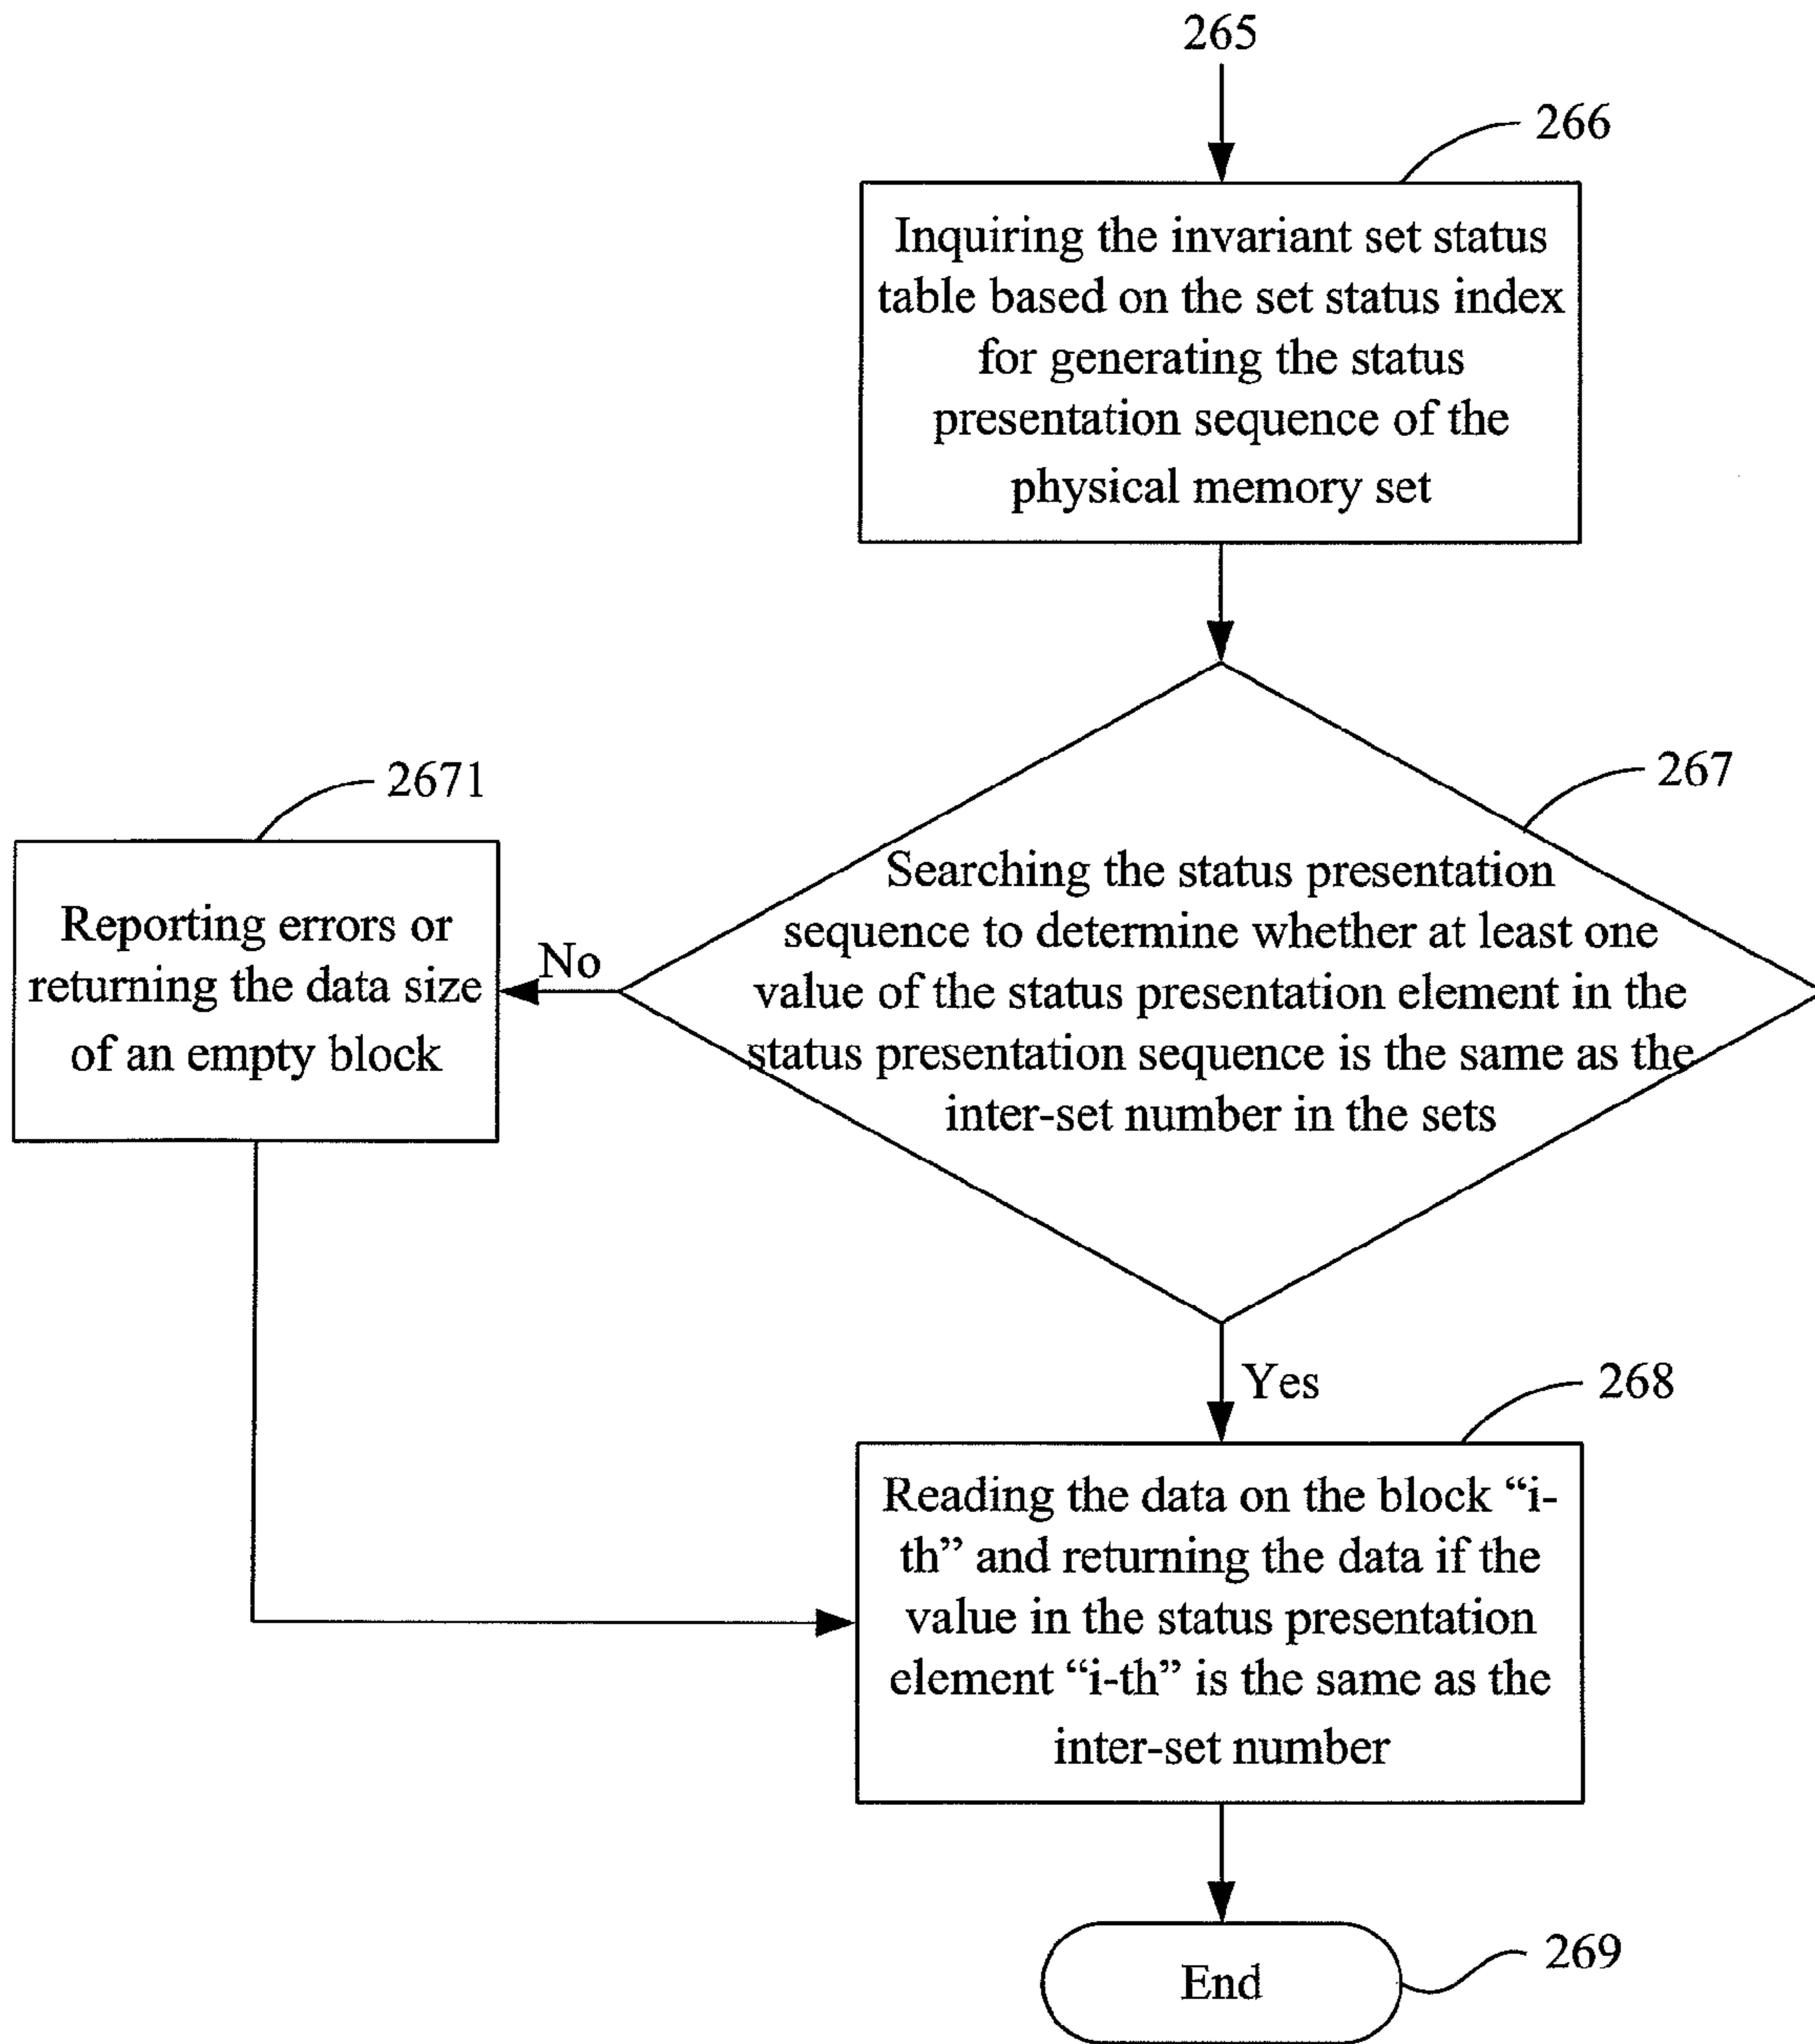 265
266
Inquiring the invariant set status
table based on the set status index
for generating the status
presentation sequence of the
physical memory set
267
Searching the status presentation
sequence to determine whether at least one
value of the status presentation element in the
status presentation sequence is the same as the
inter-set number in the sets
2671
Reporting errors or
returning the data size
of an empty block
No
Yes
268
Reading the data on the block “i-
th” and returning the data if the
value in the status presentation
element “i-th” is the same as the
inter-set number
269
End